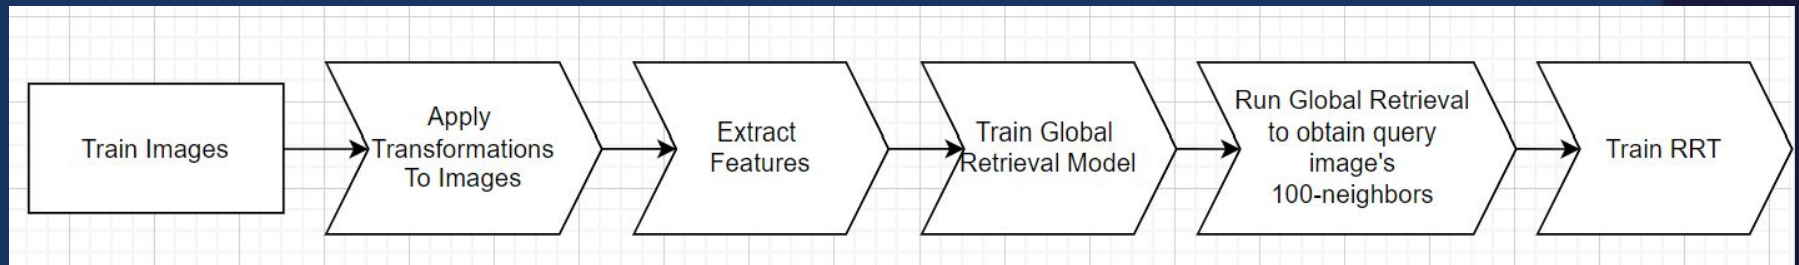 Train Images
Apply
Transformations
To Images
Extract
Features
Train Global
Retrieval Model
Run Global Retrieval
to obtain query
image's
100-neighbors
Train RRT